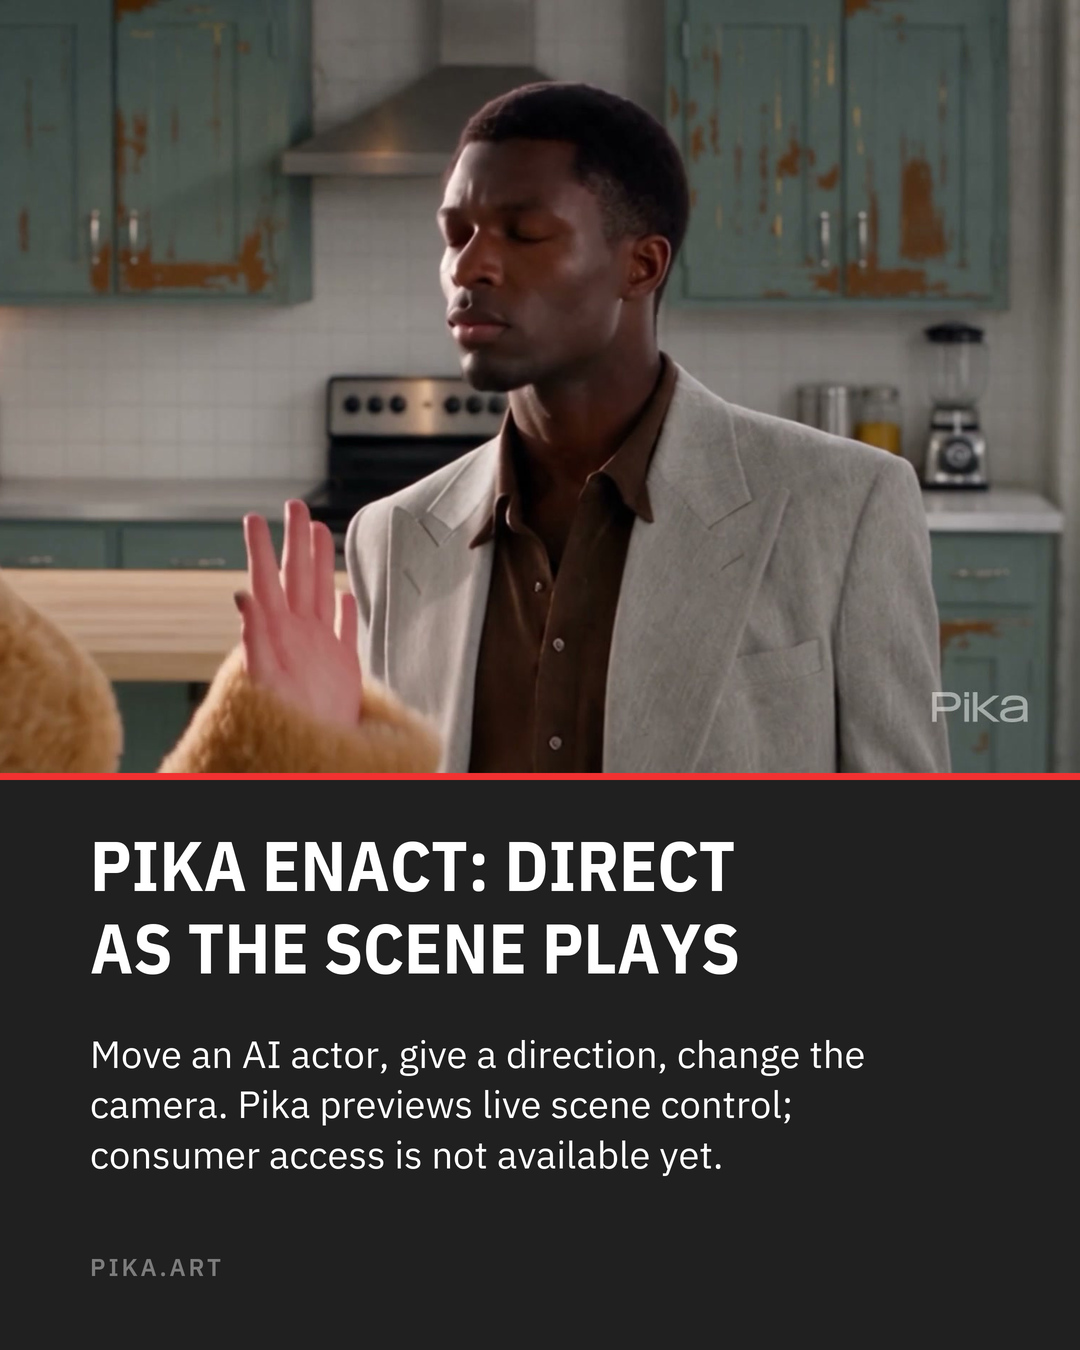 Pika
PIKA ENACT: DIRECT
AS THE SCENE PLAYS
Move an AI actor, give a direction, change the
camera. Pika previews live scene control;
consumer access is not available yet.
PIKA.ART